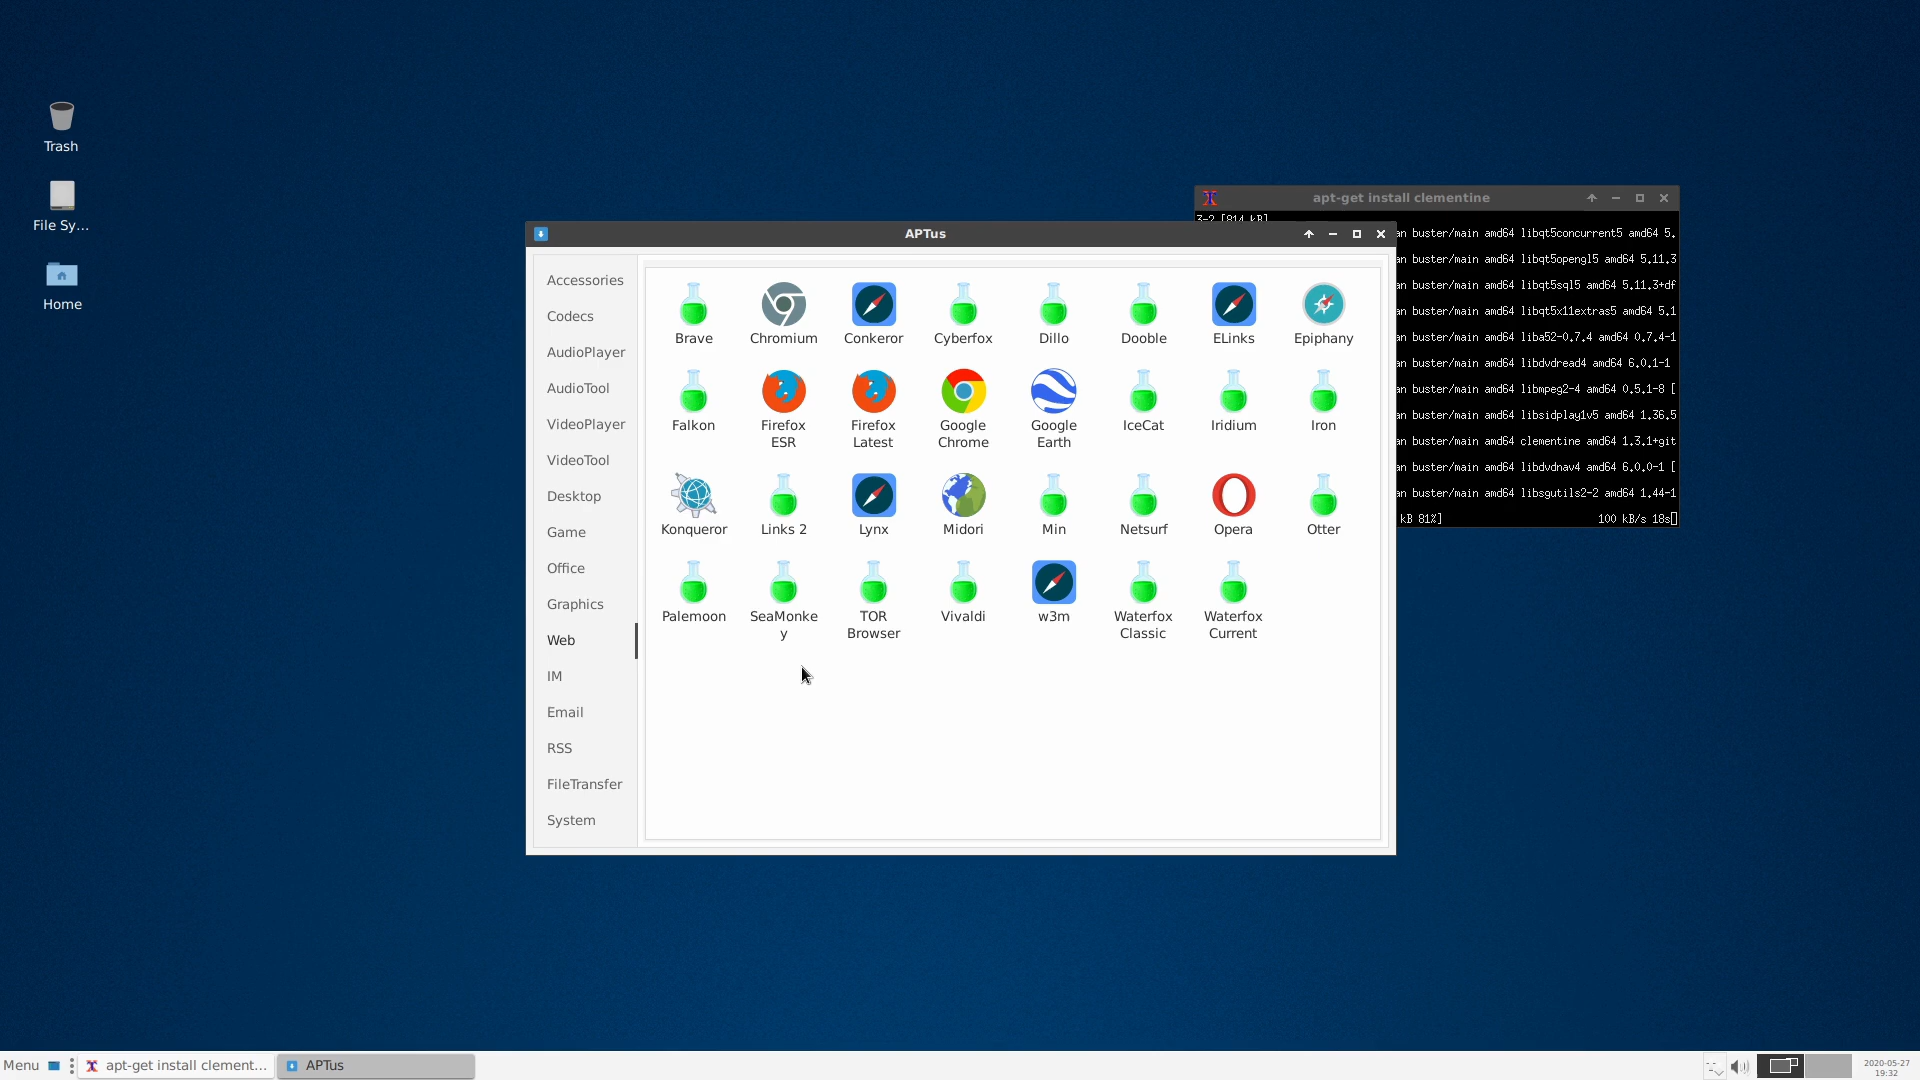 Trash
File Sy...
Home
apt-get install clementine
3-2 [814 kB]
an buster/main amd64 libqt5concurrent5 amd64 5.
an buster/main amd64 libqt5opengl5 amd64 5.11.3
an buster/main amd64 libqt5sql5 amd64 5.11.3+df
an buster/main amd64 libqt5x11extras5 amd64 5.1
an buster/main amd64 liba52-0.7.4 amd64 0.7.4-1
an buster/main amd64 libdvdread4 amd64 6.0.1-1
an buster/main amd64 libmpeg2-4 amd64 0.5.1-8 [
an buster/main amd64 libsidplay1v5 amd64 1.36.5
an buster/main amd64 clementine amd64 1.3.1+git
an buster/main amd64 libdvdnav4 amd64 6.0.0-1 [
an buster/main amd64 libsgutils2-2 amd64 1.44-1
kB 81%] 100 kB/s 18s
APTus
Accessories
Codecs
AudioPlayer
AudioTool
VideoPlayer
VideoTool
Desktop
Game
Office
Graphics
Web
IM
Email
RSS
FileTransfer
System
Brave Chromium Conkeror Cyberfox Dillo Dooble ELinks Epiphany
Falkon Firefox Firefox Google Google IceCat Iridium Iron
ESR Latest Chrome Earth
Konqueror Links 2 Lynx Midori Min Netsurf Opera Otter
Palemoon SeaMonke TOR Vivaldi w3m Waterfox Waterfox
y Browser Classic Current
Menu apt-get install clement... APTus
2020-05-27
19:32